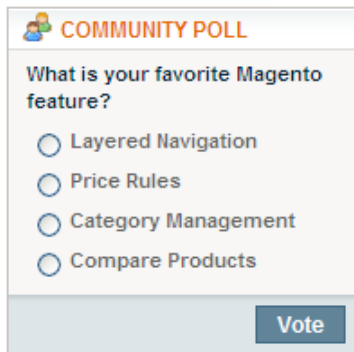 COMMUNITY POLL
What is your favorite Magento
feature?
Layered Navigation
Price Rules
Category Management
Compare Products
Vote